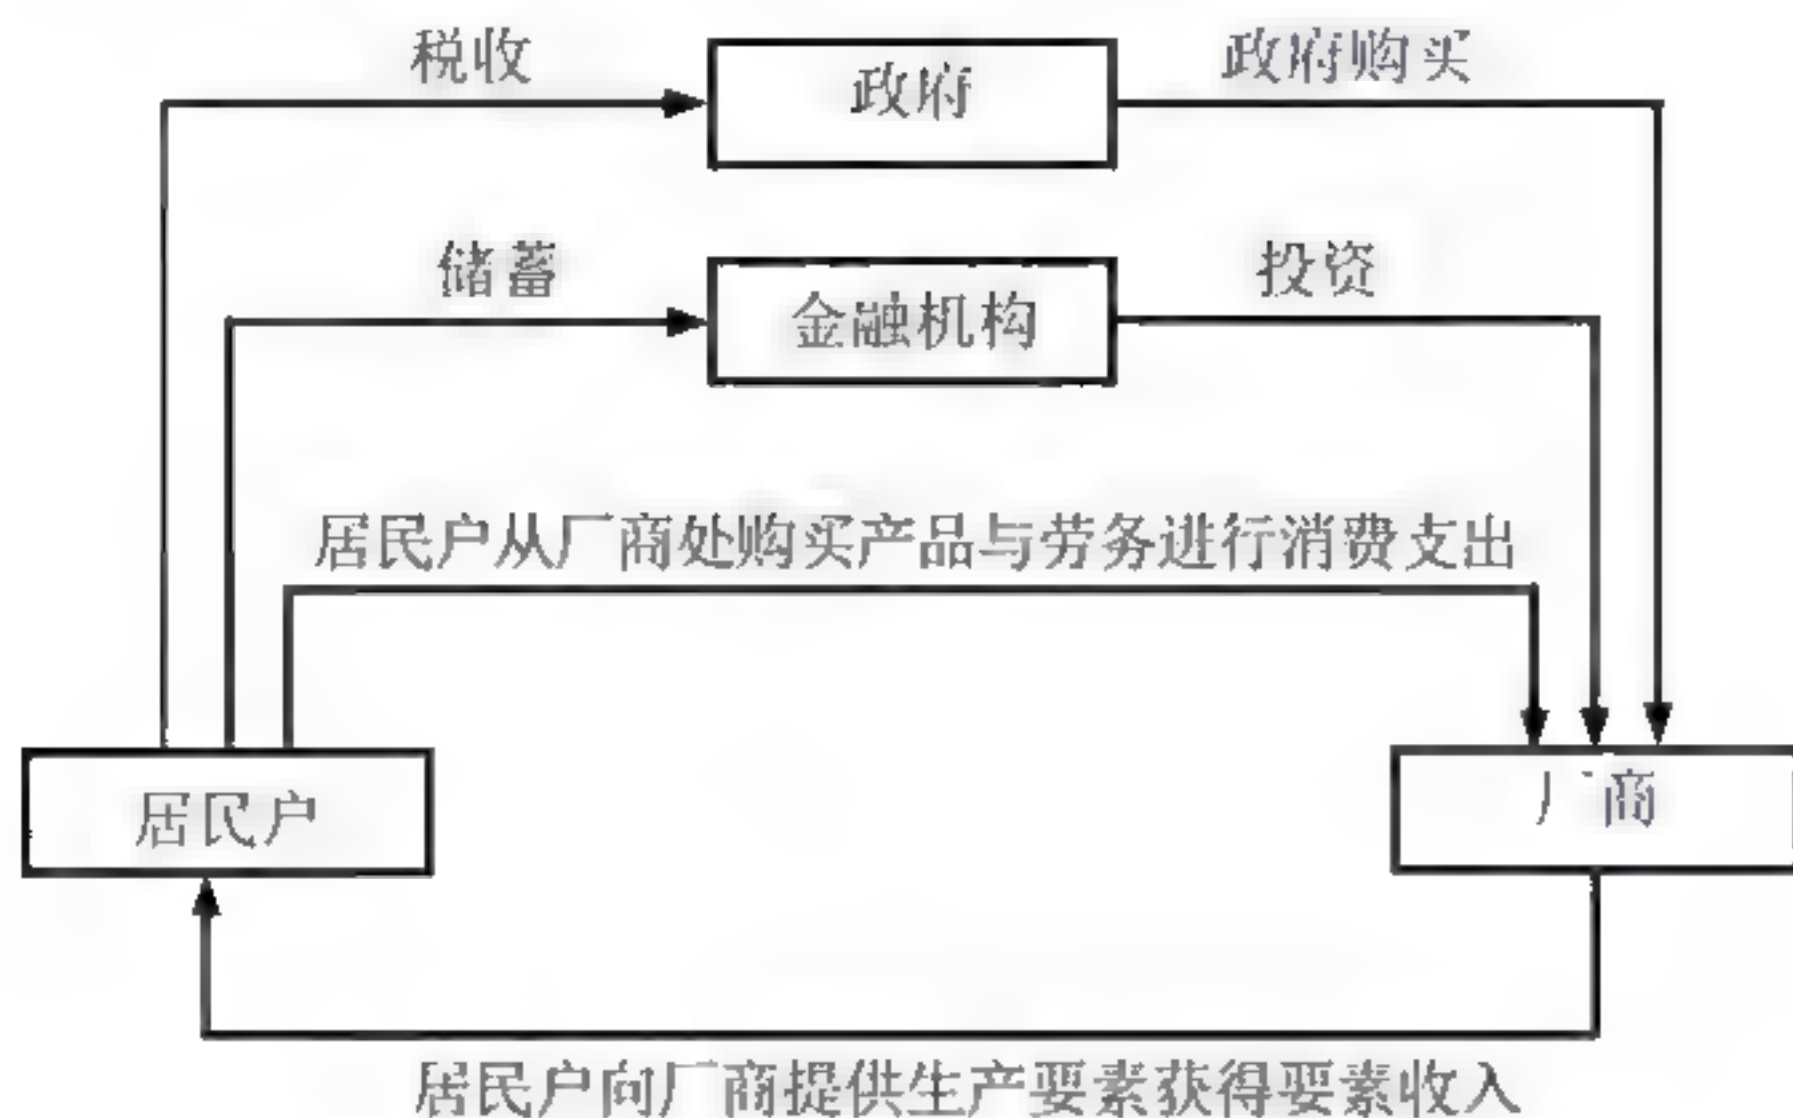 税收
政府
政府购买
储蓄
金融机构
投资
居民户从厂商处购买产品与劳务进行消费支出
居民户
厂商
居民户向厂商提供生产要素获得要素收入